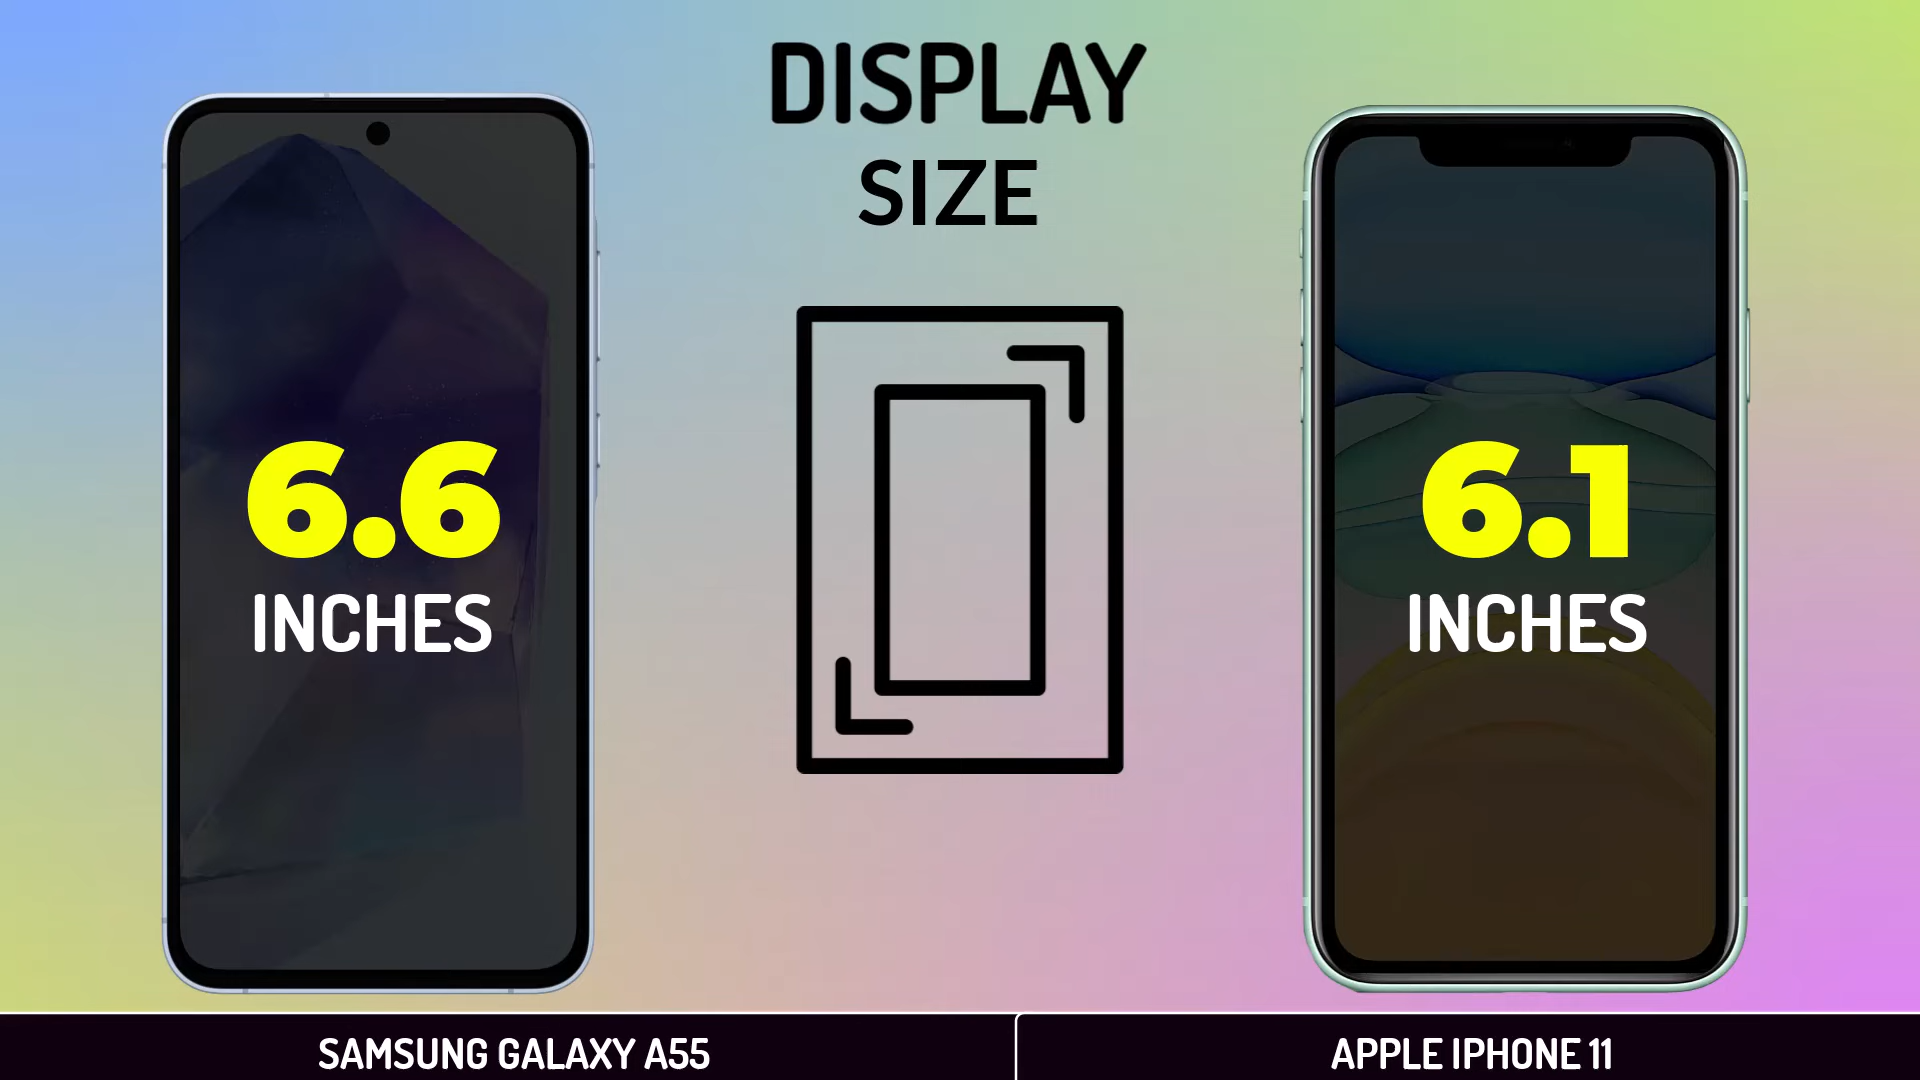 DISPLAY
SIZE
6.6
INCHES
6.1
INCHES
SAMSUNG GALAXY A55
APPLE IPHONE 11